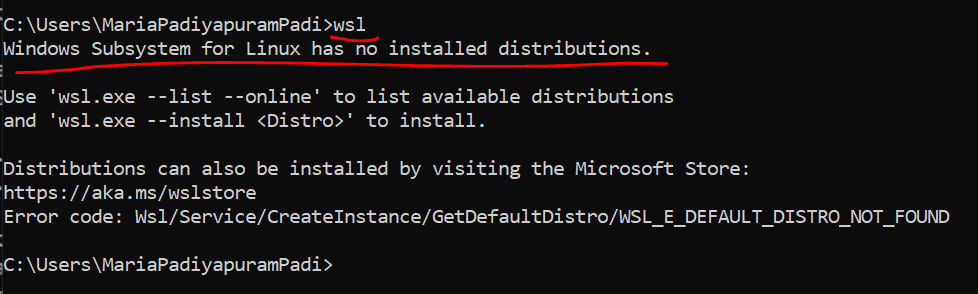 C:\Users\MariaPadiyapuramPadi>wsl
Windows Subsystem for Linux has no installed distributions.
Use 'wsl.exe --list --online' to list available distributions
and 'wsl.exe --install <Distro>' to install.
Distributions can also be installed by visiting the Microsoft Store:
https://aka.ms/wslstore
Error code: Wsl/Service/CreateInstance/GetDefaultDistro/WSL_E_DEFAULT_DISTRO_NOT_FOUND
C:\Users\MariaPadiyapuramPadi>